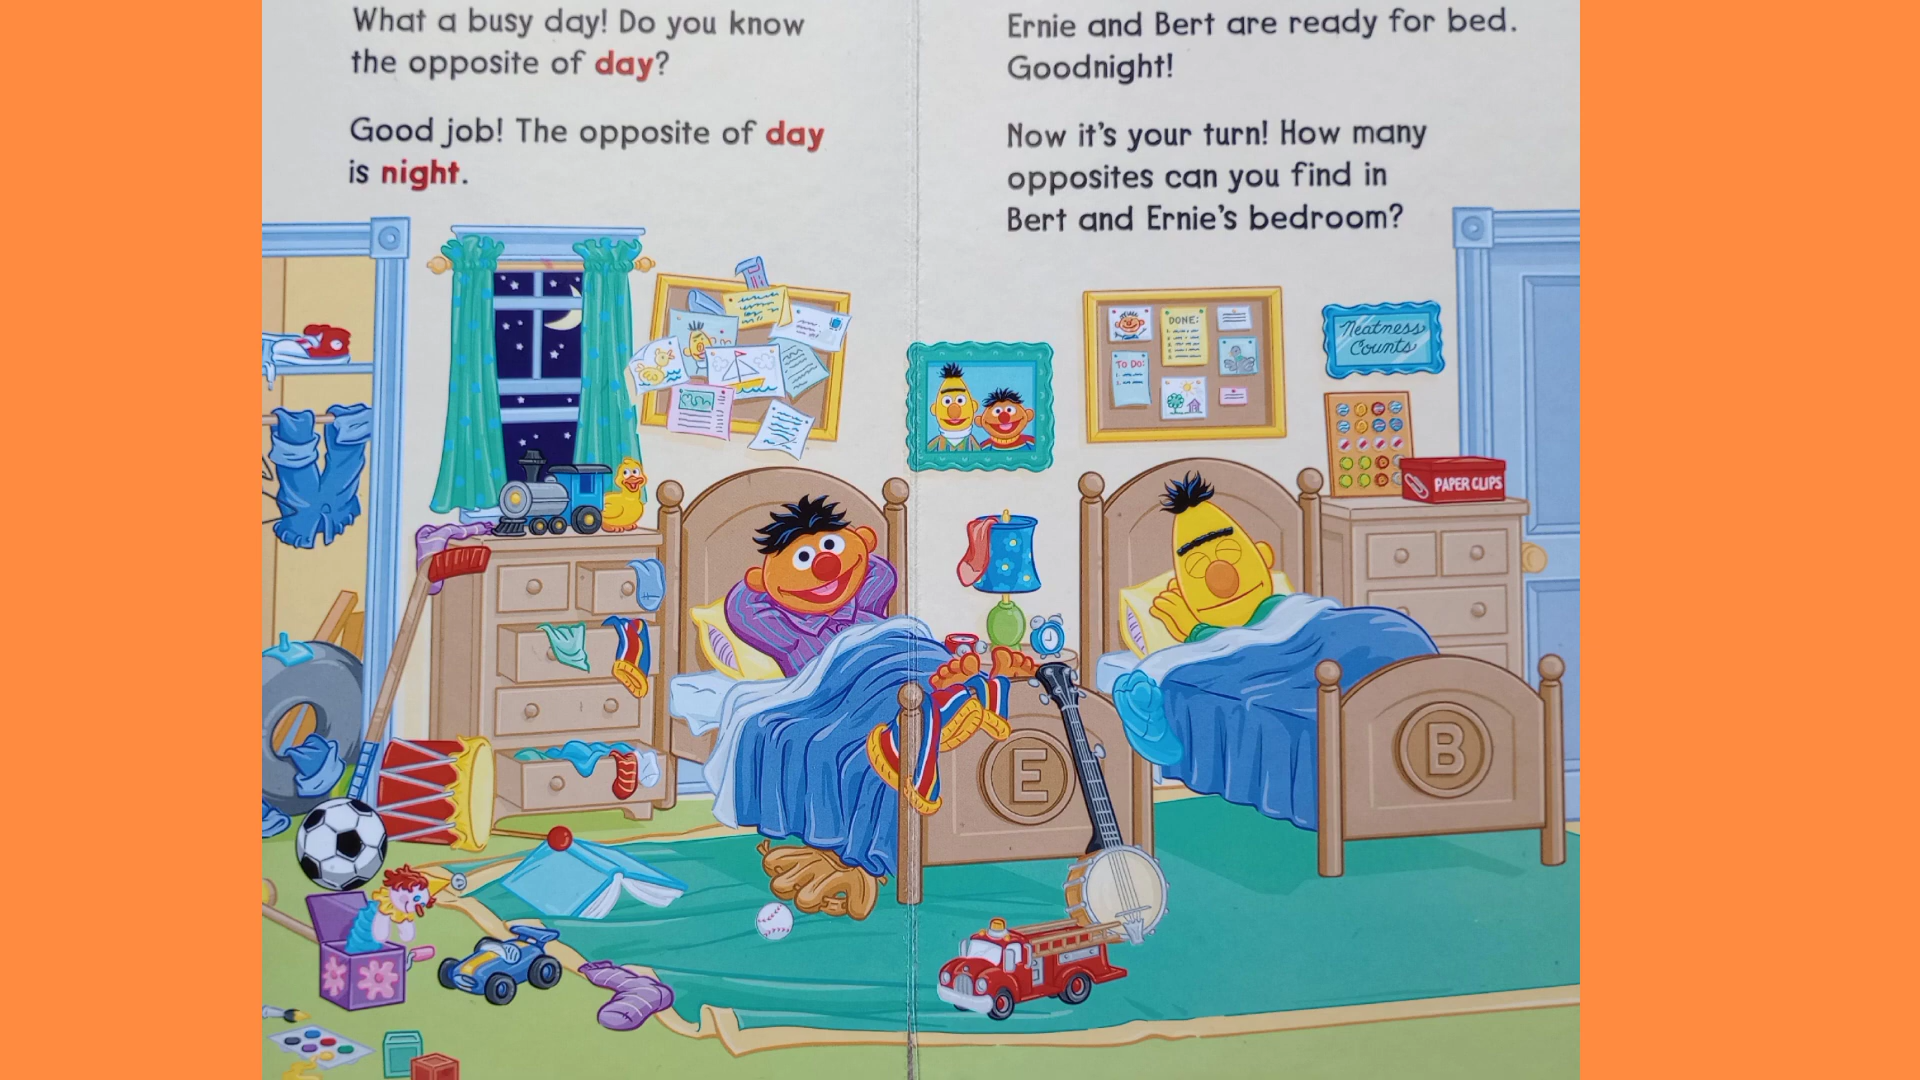 What a busy day! Do you know
the opposite of day?
Good job! The opposite of day
is night.
Ernie and Bert are ready for bed.
Goodnight!
Now it's your turn! How many
opposites can you find in
Bert and Ernie's bedroom?
DONE:
TO DO:
Neatness
Counts
PAPER CLIPS
E
B